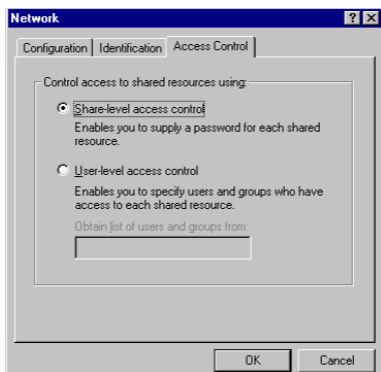 Network
Configuration Identification Access Control
Control access to shared resources using:
Share-level access control
Enables you to supply a password for each shared
resource.
User-level access control
Enables you to specify users and groups who have
access to each shared resource.
Obtain list of users and groups from:
OK Cancel